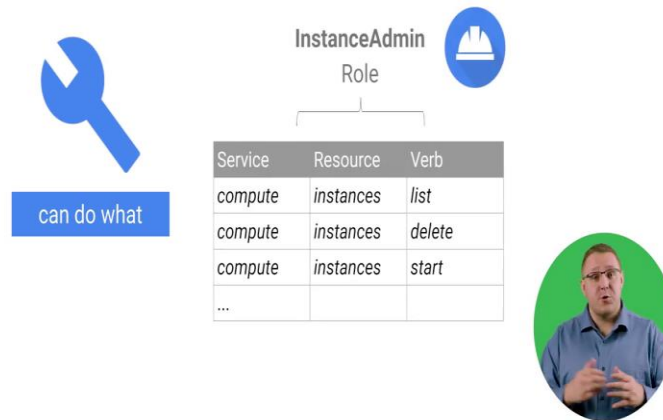 InstanceAdmin
Role
can do what
Service Resource Verb
compute instances list
compute instances delete
compute instances start
...